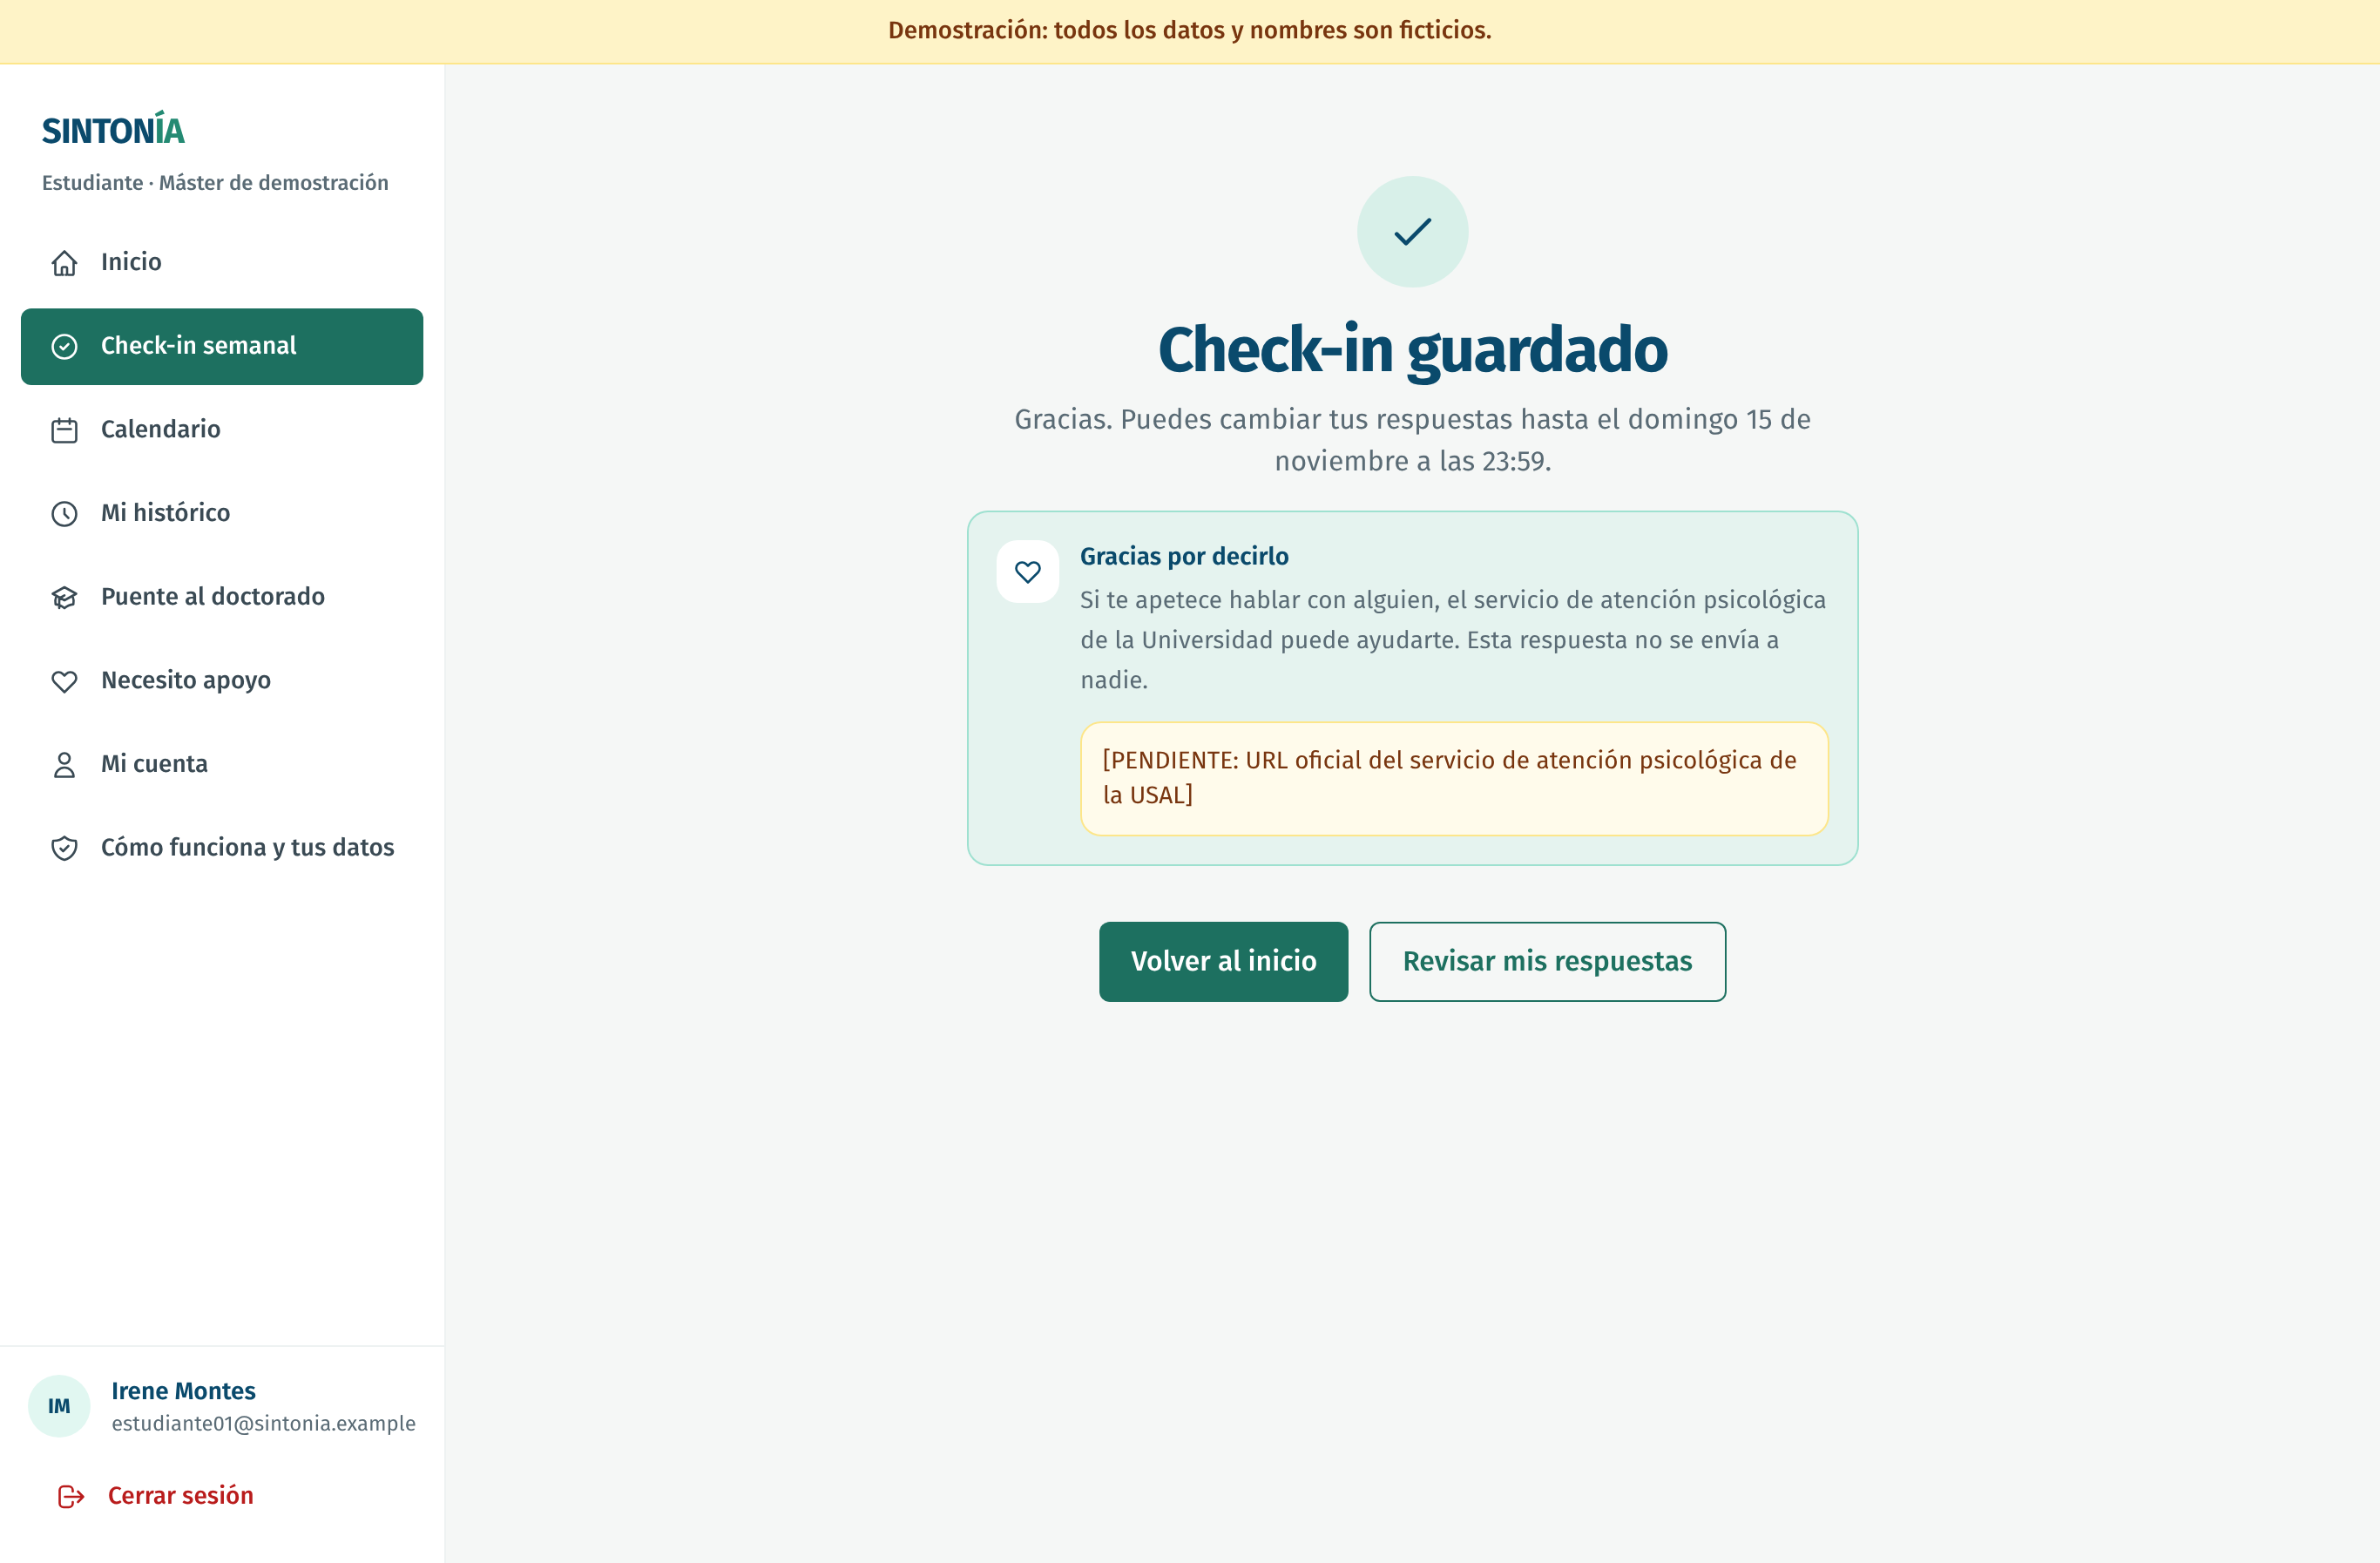 Demostración: todos los datos y nombres son ficticios.
SINTONÍA
Estudiante · Máster de demostración
Inicio
Check-in semanal
Calendario
Mi histórico
Puente al doctorado
Necesito apoyo
Mi cuenta
Cómo funciona y tus datos
Check-in guardado
Gracias. Puedes cambiar tus respuestas hasta el domingo 15 de
noviembre a las 23:59.
Gracias por decirlo
Si te apetece hablar con alguien, el servicio de atención psicológica
de la Universidad puede ayudarte. Esta respuesta no se envía a
nadie.
[PENDIENTE: URL oficial del servicio de atención psicológica de
la USAL]
Volver al inicio
Revisar mis respuestas
IM
Irene Montes
estudiante01@sintonia.example
Cerrar sesión